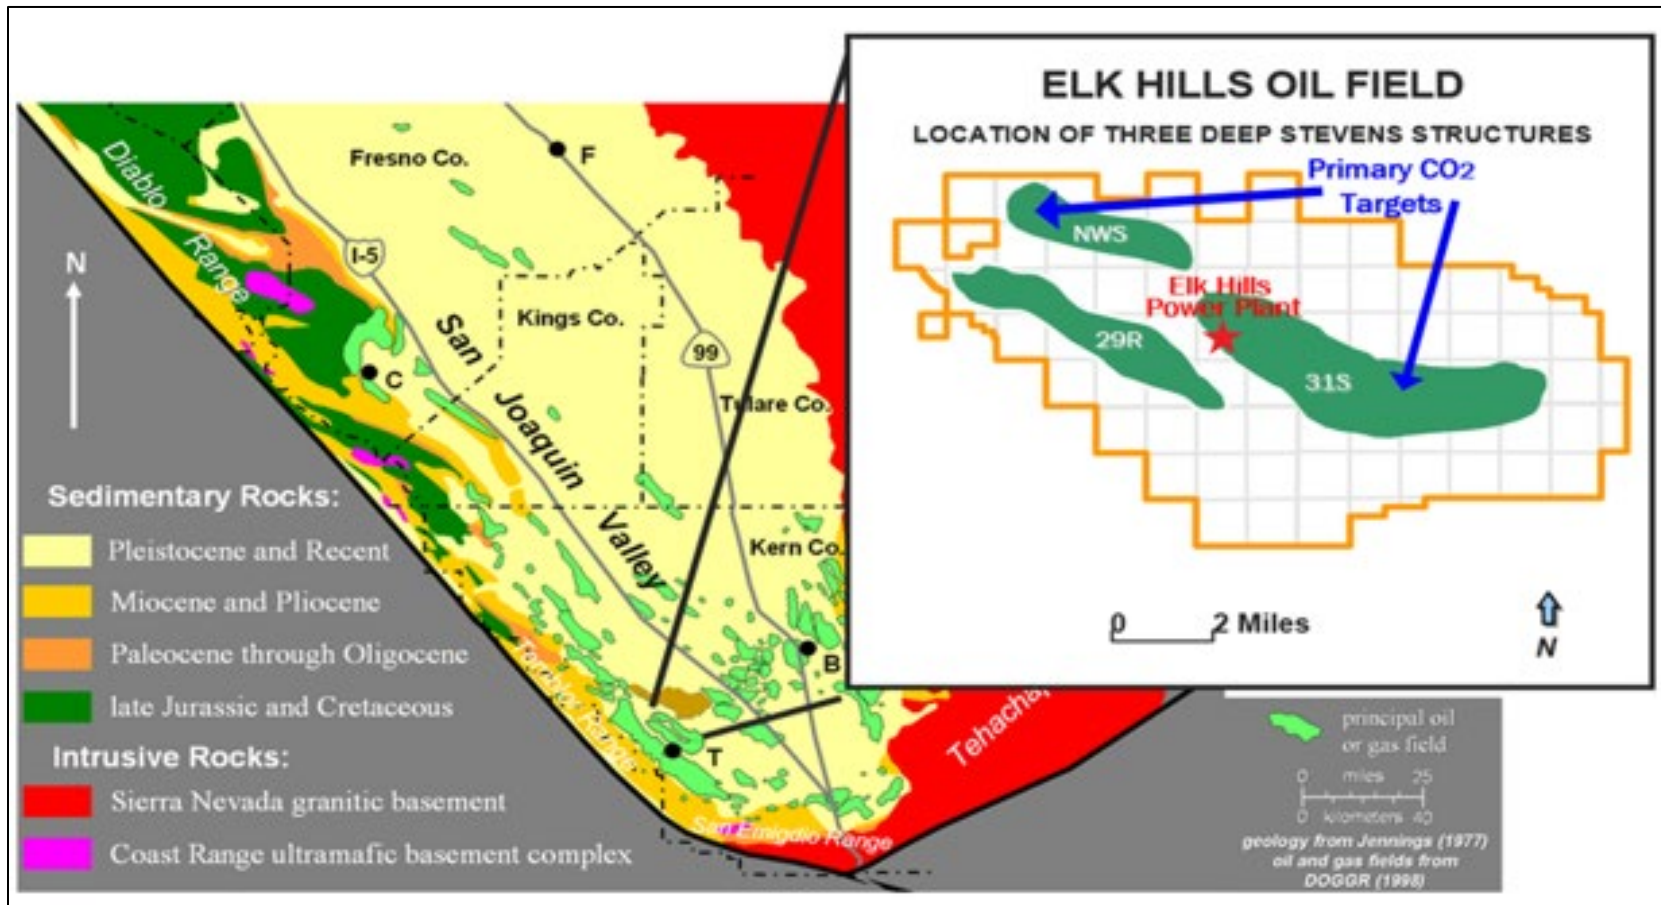 ELK HILLS OIL FIELD
LOCATION OF THREE DEEP STEVENS STRUCTURES
Primary CO2
Targets
NWS
Elk Hills
Power Plant
29R
31S
0 2 Miles
N
Diablo
Range
Fresno Co.
F
I-5
N
Kings Co.
San
Joaquin
Valley
99
C
Tulare Co.
Kern Co.
B
T
Temblor Range
San Emigdio Range
Sedimentary Rocks:
Pleistocene and Recent
Miocene and Pliocene
Paleocene through Oligocene
late Jurassic and Cretaceous
Intrusive Rocks:
Sierra Nevada granitic basement
Coast Range ultramafic basement complex
principal oil
or gas field
0 miles 25
0 kilometers 40
geology from Jennings (1977)
oil and gas fields from
DOGGR (1998)